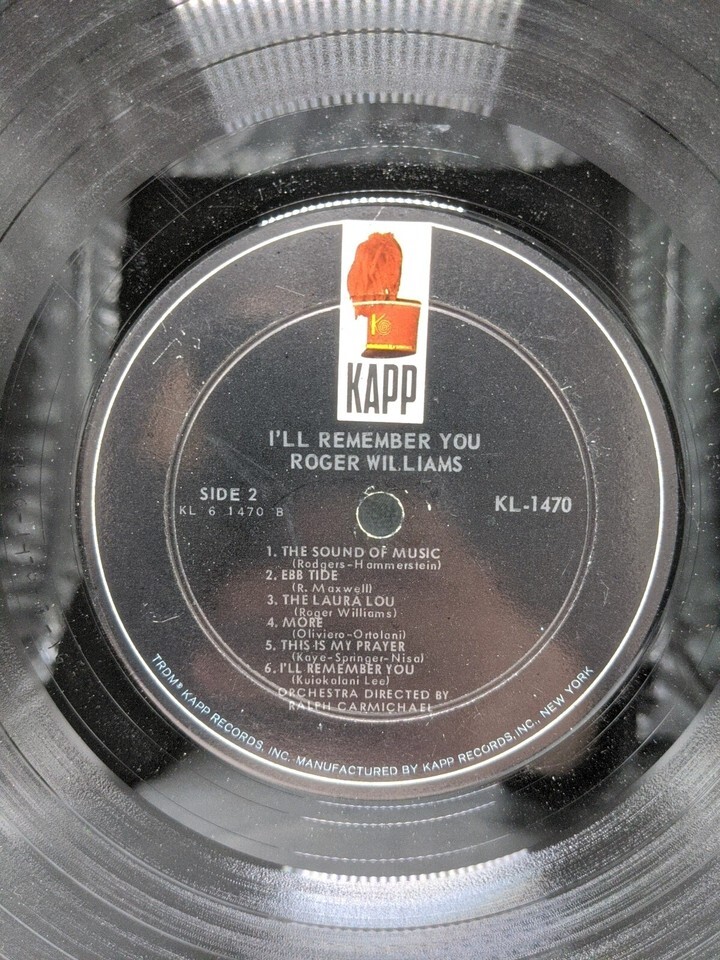 K
KAPP
I'LL REMEMBER YOU
ROGER WILLIAMS
SIDE 2
KL 6 1470 B
KL-1470
1. THE SOUND OF MUSIC
(Rodgers-Hammerstein)
2. EBB TIDE
(R. Maxwell)
3. THE LAURA LOU
(Roger Williams)
4. MORE
(Oliviero-Ortolani)
5. THIS IS MY PRAYER
(Kaye-Springer-Nisa)
6. I'LL REMEMBER YOU
(Kuiokalani Lee)
ORCHESTRA DIRECTED BY
RALPH CARMICHAEL
TRDM® KAPP RECORDS, INC. MANUFACTURED BY KAPP RECORDS, INC., NEW YORK